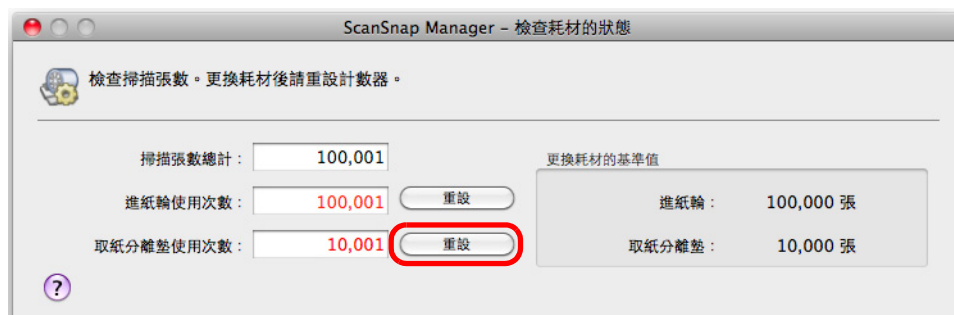 ScanSnap Manager – 檢查耗材的狀態
檢查掃描張數。更換耗材後請重設計數器。
掃描張數總計： 100,001
更換耗材的基準值
進紙輪使用次數： 100,001 重設 進紙輪： 100,000 張
取紙分離墊使用次數： 10,001 重設 取紙分離墊： 10,000 張
?